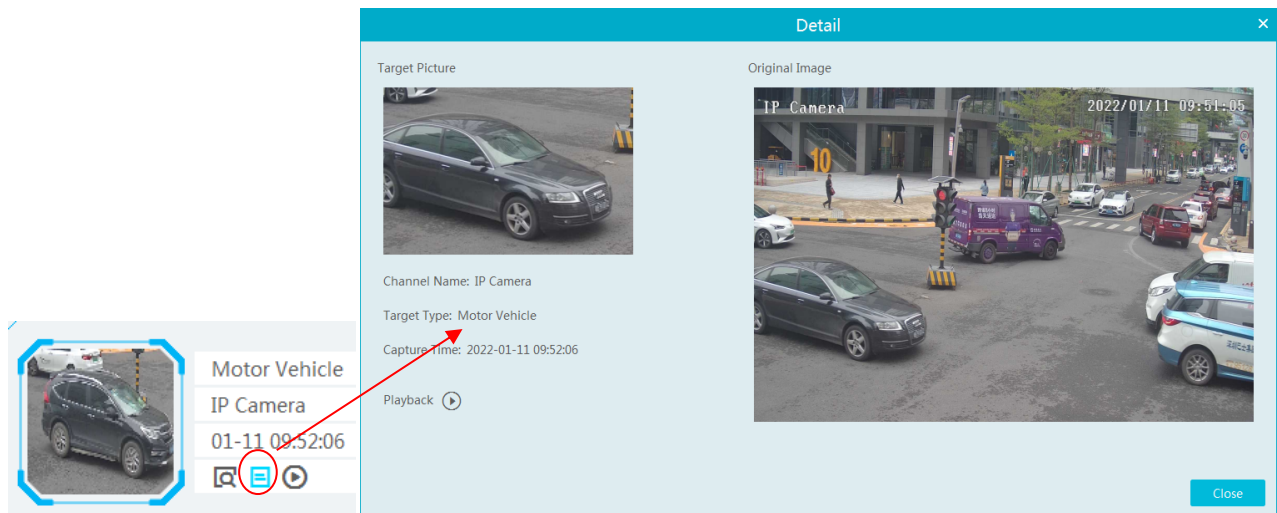 Detail
Target Picture
Original Image
IP Camera 2022/01/11 09:51:05
10
Channel Name: IP Camera
Target Type: Motor Vehicle
Capture Time: 2022-01-11 09:52:06
Playback
Close
Motor Vehicle
IP Camera
01-11 09:52:06